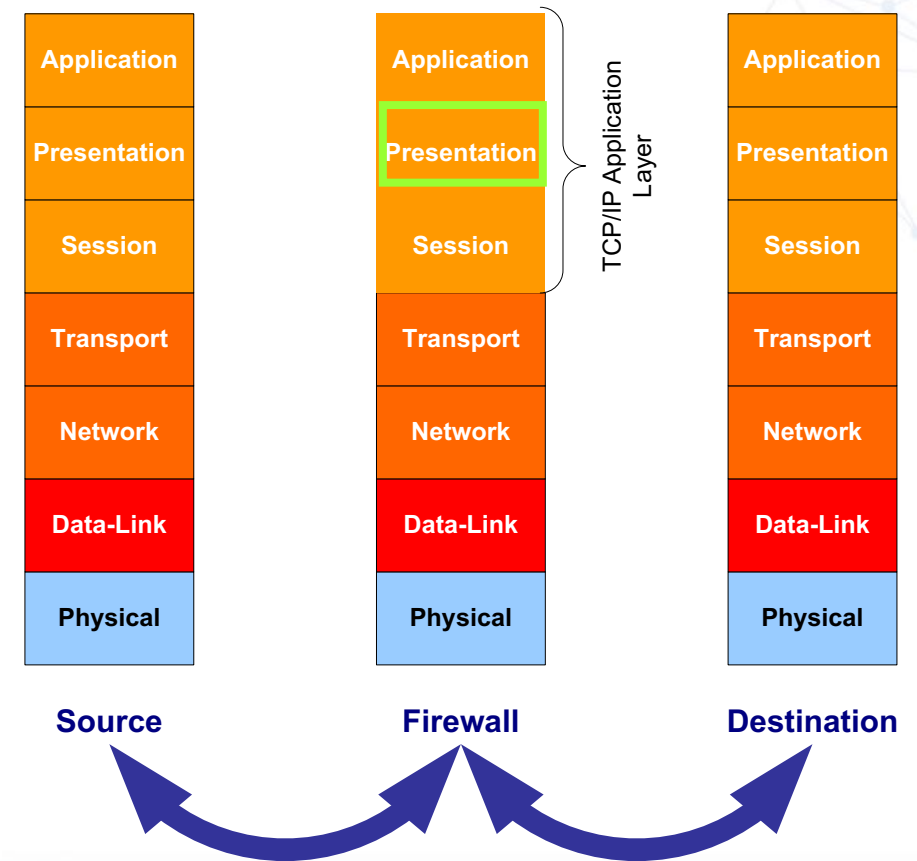 Application
Presentation
Session
Transport
Network
Data-Link
Physical
Source
Application
Presentation
Session
Transport
Network
Data-Link
Physical
Firewall
TCP/IP Application
Layer
Application
Presentation
Session
Transport
Network
Data-Link
Physical
Destination